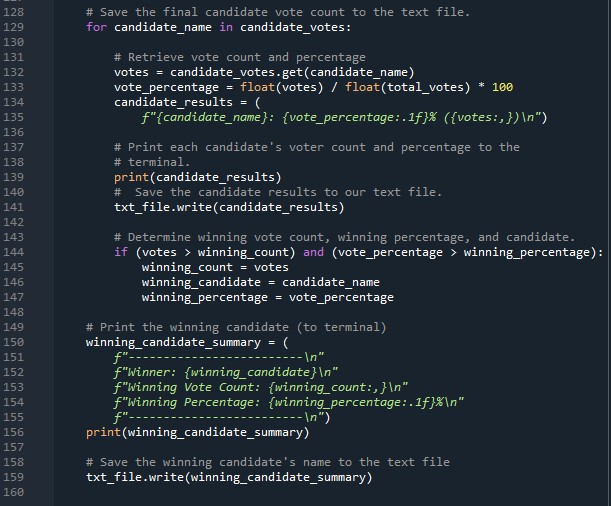 128 # Save the final candidate vote count to the text file.
129 for candidate_name in candidate_votes:
130
131 # Retrieve vote count and percentage
132 votes = candidate_votes.get(candidate_name)
133 vote_percentage = float(votes) / float(total_votes) * 100
134 candidate_results = (
135 f"{candidate_name}: {vote_percentage:.1f}% ({votes:,})\n")
136
137 # Print each candidate's voter count and percentage to the
138 # terminal.
139 print(candidate_results)
140 #  Save the candidate results to our text file.
141 txt_file.write(candidate_results)
142
143 # Determine winning vote count, winning percentage, and candidate.
144 if (votes > winning_count) and (vote_percentage > winning_percentage):
145 winning_count = votes
146 winning_candidate = candidate_name
147 winning_percentage = vote_percentage
148
149 # Print the winning candidate (to terminal)
150 winning_candidate_summary = (
151 f"-------------------------\n"
152 f"Winner: {winning_candidate}\n"
153 f"Winning Vote Count: {winning_count:,}\n"
154 f"Winning Percentage: {winning_percentage:.1f}%\n"
155 f"-------------------------\n")
156 print(winning_candidate_summary)
157
158 # Save the winning candidate's name to the text file
159 txt_file.write(winning_candidate_summary)
160